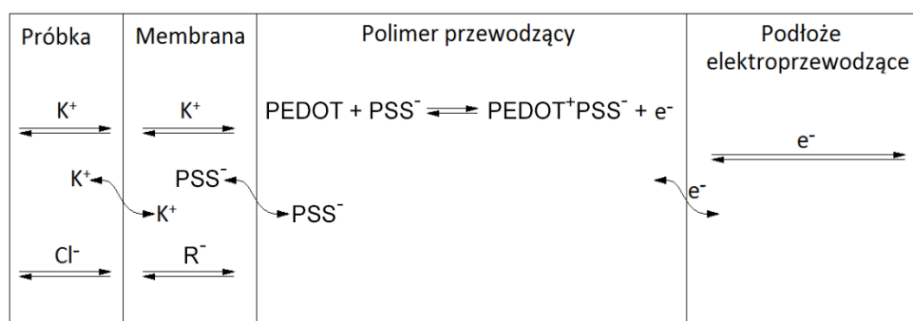 Próbka
Membrana
Polimer przewodzący
Podłoże
elektroprzewodzące
K⁺
K⁺
PEDOT + PSS⁻ ⇌ PEDOT⁺PSS⁻ + e⁻
e⁻
K⁺
K⁺
PSS⁻
PSS⁻
e⁻
Cl⁻
R⁻